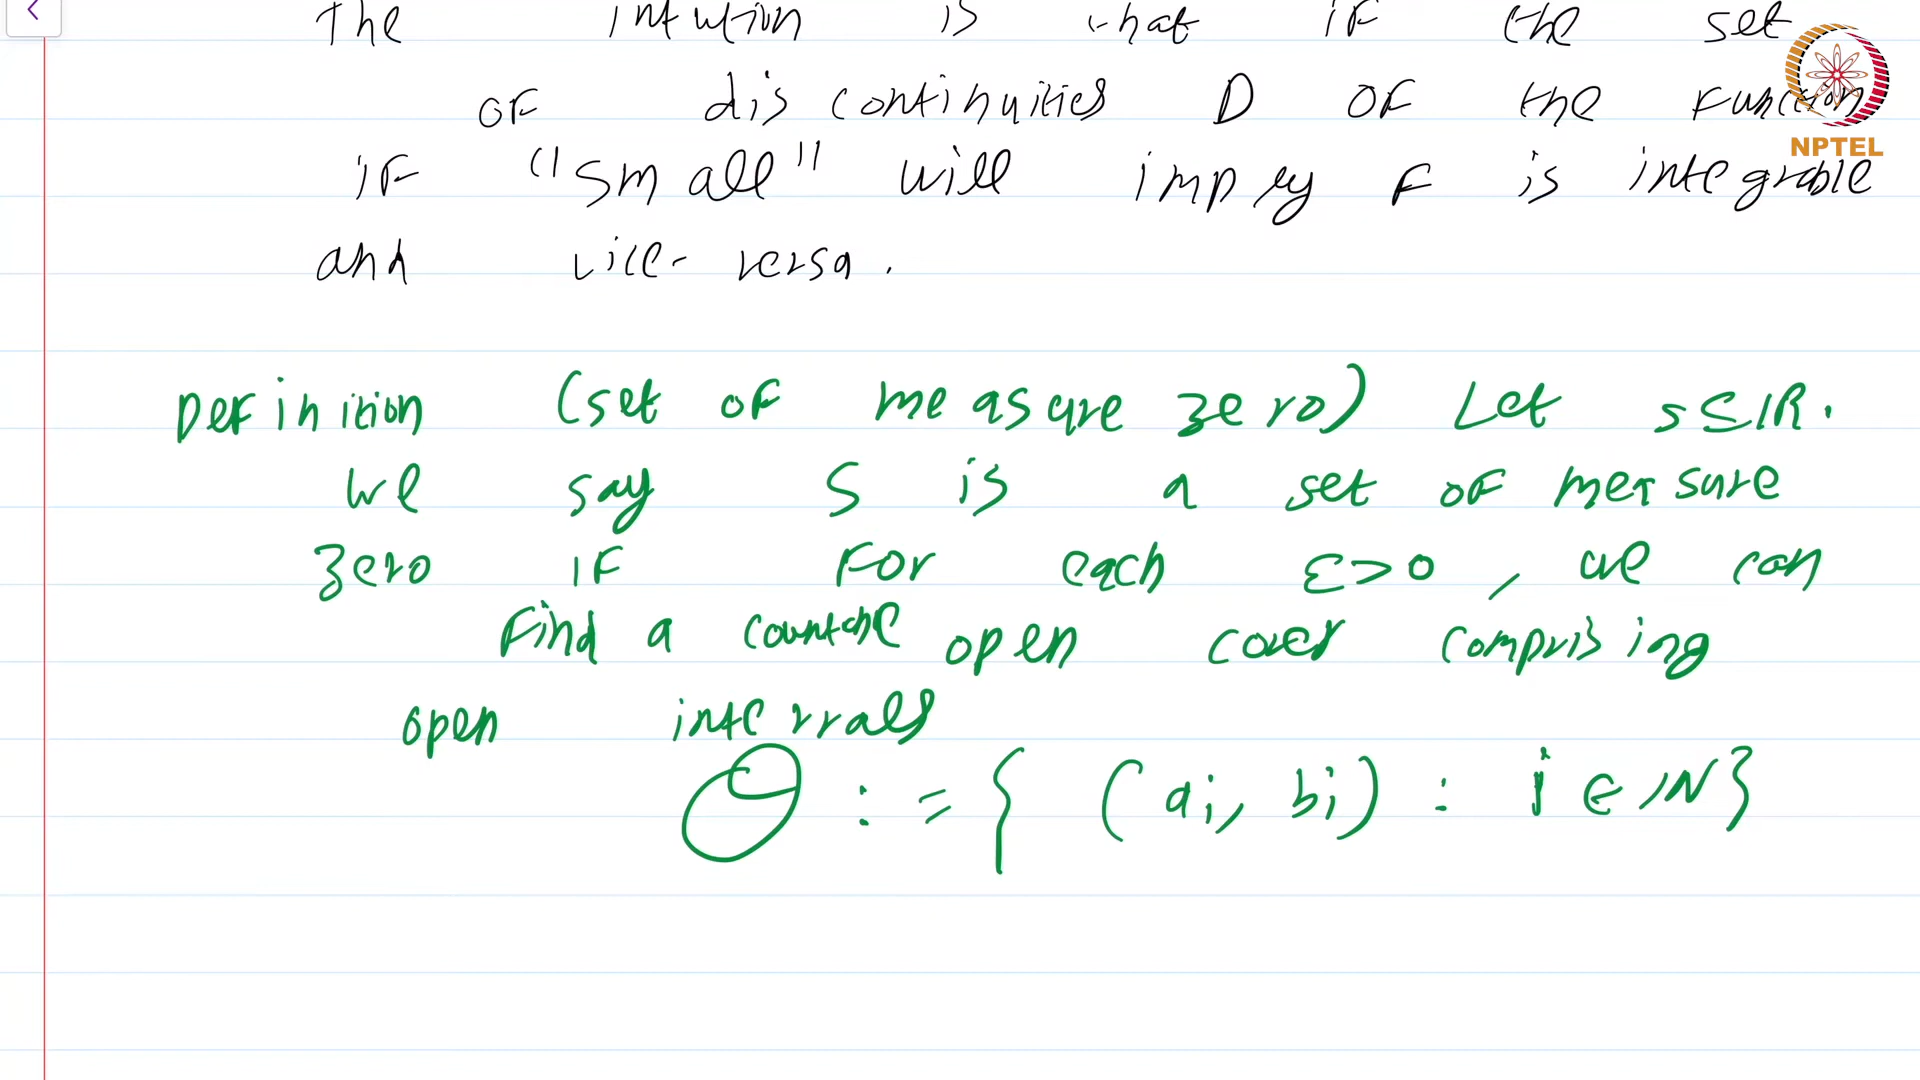 The intution is that if the set
of discontinuities D of the function
NPTEL
if "small" will imply F is integrable
and vice-versa.
Definition (set of measure zero) Let S⊆ℝ.
We say S is a set of measure
zero if for each ε>0, we can
find a countable open cover comprising
open intervals
O := { (ai, bi) : i ∈ ℕ }